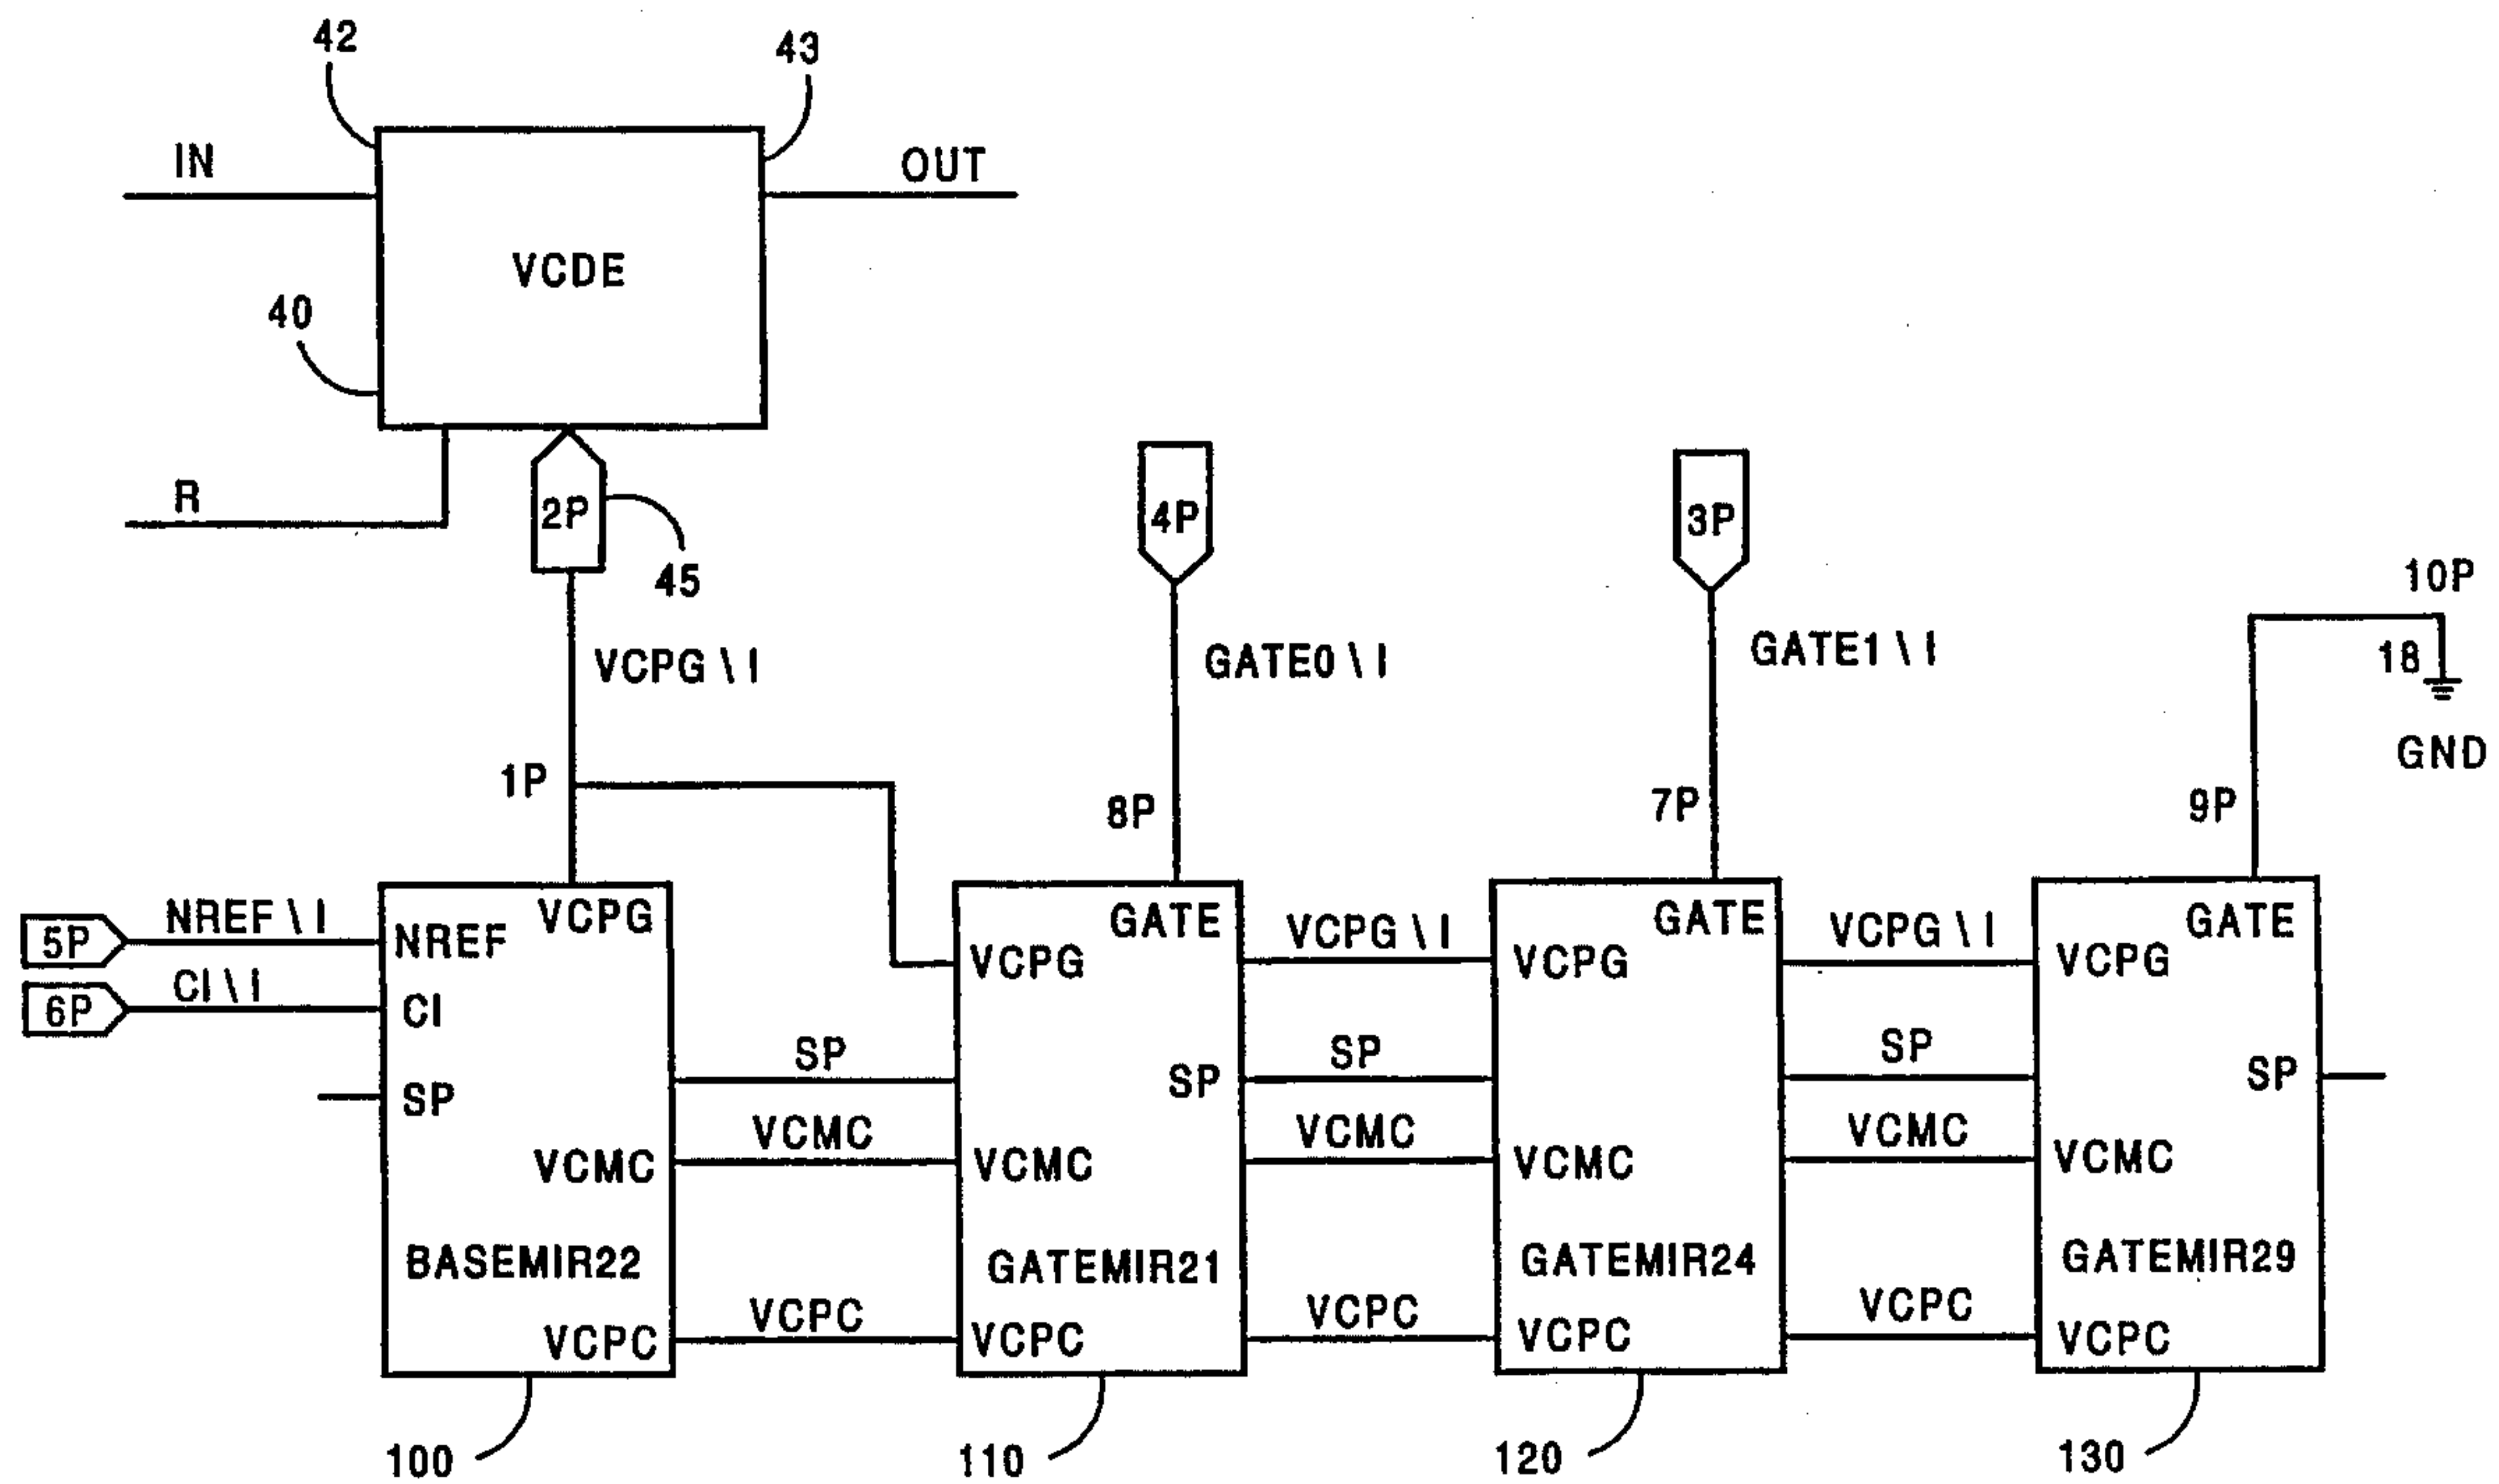 42
43
IN
OUT
VCDE
40
R
2P
4P
3P
45
10P
18
GND
VCPG\I
GATE0\I
GATE1\I
1P
8P
7P
9P
5P
NREF\I
NREF
VCPG
6P
CI\I
CI
SP
VCMC
BASEMIR22
VCPC
SP
VCMC
VCPC
GATE
VCPG
SP
VCMC
GATEMIR21
VCPC
VCPG\I
SP
VCMC
VCPC
GATE
VCPG
VCMC
GATEMIR24
VCPC
VCPG\I
SP
VCMC
VCPC
GATE
VCPG
SP
VCMC
GATEMIR29
VCPC
100
110
120
130